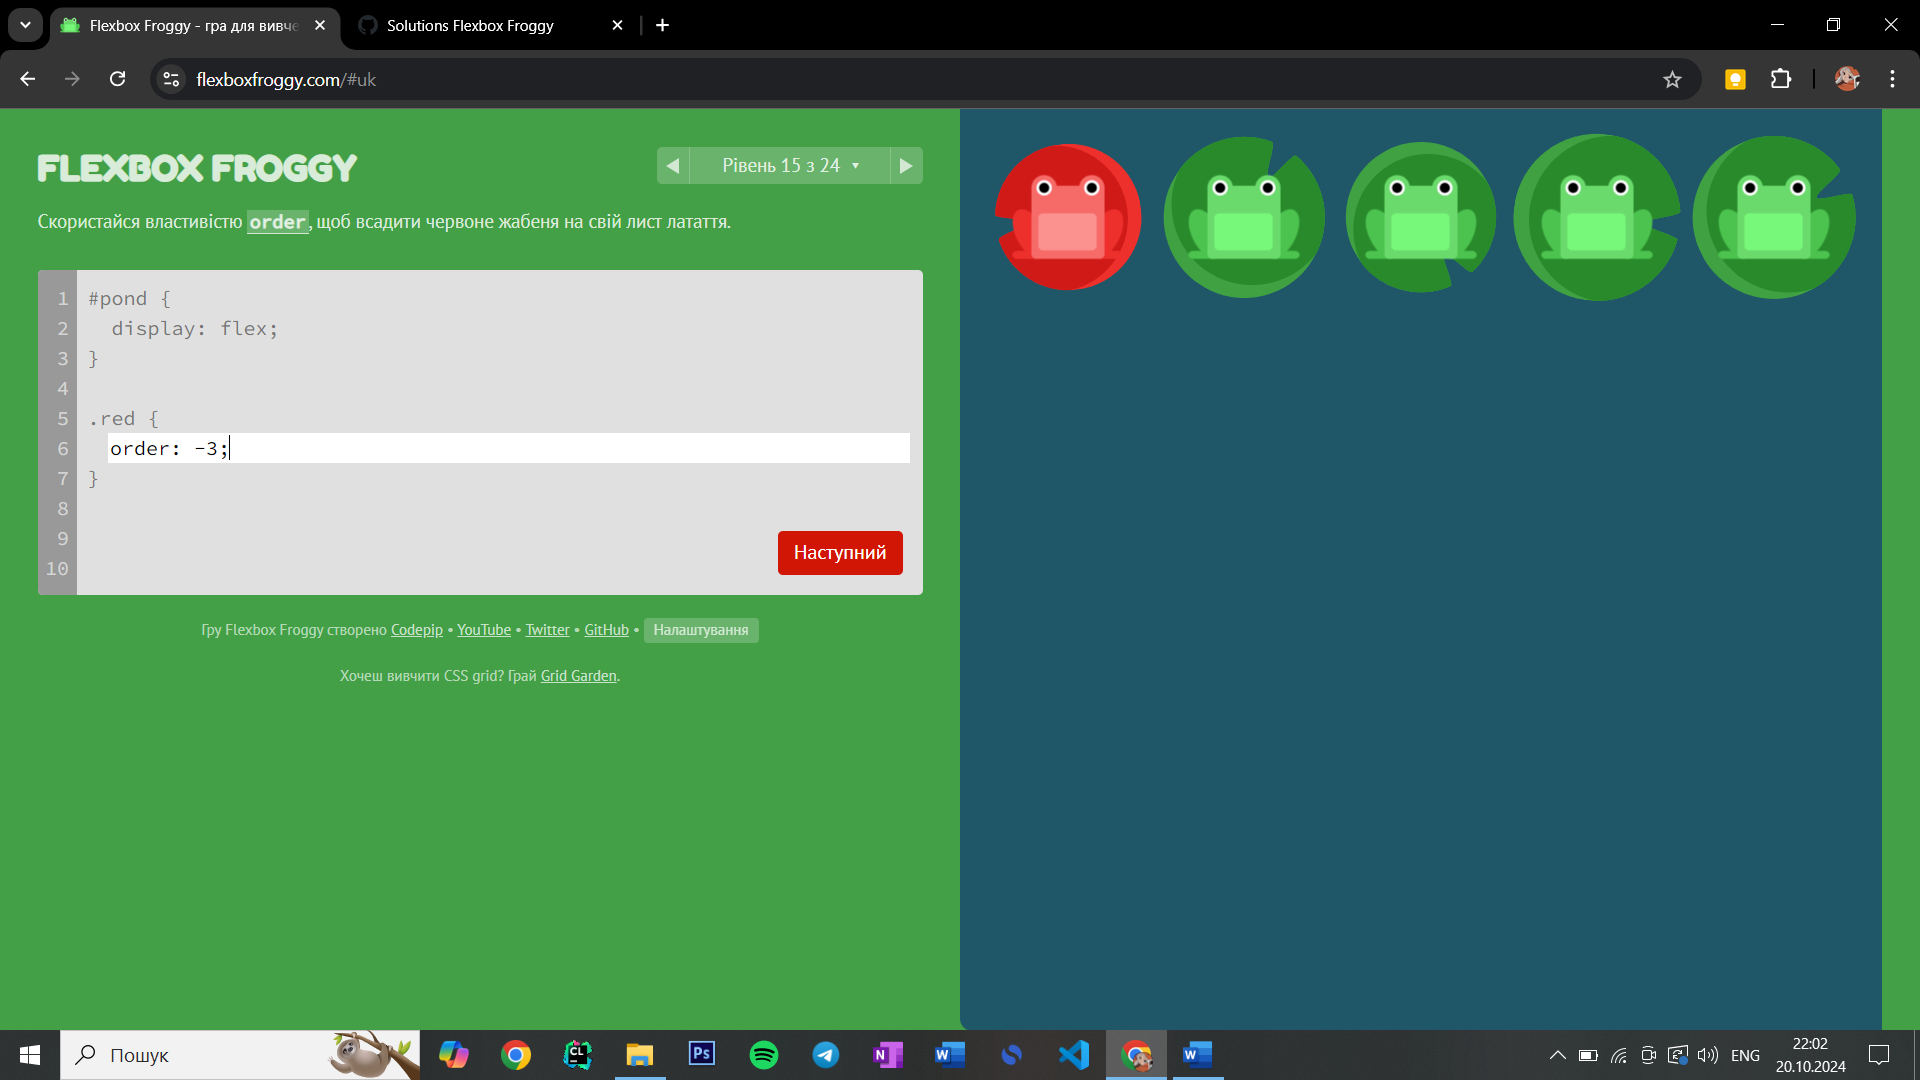 Flexbox Froggy - гра для вивче
Solutions Flexbox Froggy
flexboxfroggy.com/#uk
FLEXBOX FROGGY
Рівень 15 з 24
Скористайся властивістю order, щоб всадити червоне жабеня на свій лист латаття.
1 #pond {
2 display: flex;
3 }
4
5 .red {
6 order: -3;
7 }
8
9
10
Наступний
Гру Flexbox Froggy створено Codepip • YouTube • Twitter • GitHub • Налаштування
Хочеш вивчити CSS grid? Грай Grid Garden.
Пошук
CL
Ps
N
W
W
ENG
22:02
20.10.2024